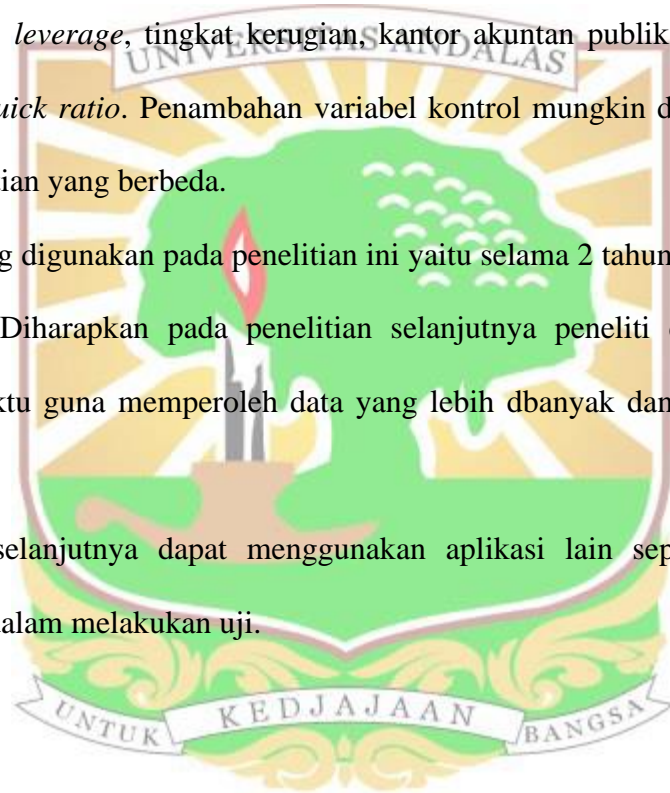 leverage, tingkat kerugian, kantor akuntan publik
UNIVERSITAS ANDALAS
uick ratio. Penambahan variabel kontrol mungkin d
ian yang berbeda.
g digunakan pada penelitian ini yaitu selama 2 tahun
Diharapkan pada penelitian selanjutnya peneliti
ktu guna memperoleh data yang lebih dbanyak dan
selanjutnya dapat menggunakan aplikasi lain sep
dalam melakukan uji.
UNTUK KEDJAJAAN BANGSA